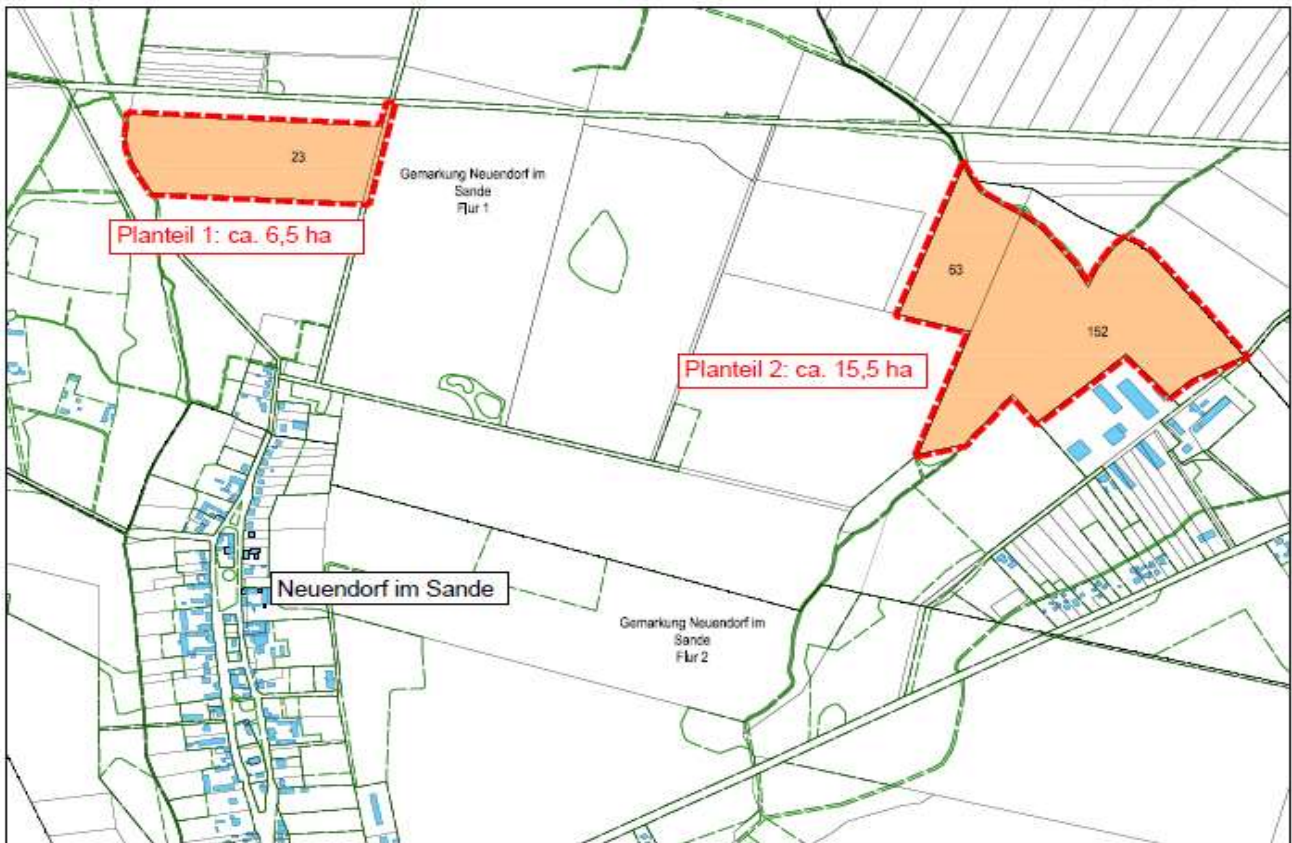 23
Gemarkung Neuendorf im
Sande
Flur 1
Planteil 1: ca. 6,5 ha
63
152
Planteil 2: ca. 15,5 ha
Neuendorf im Sande
Gemarkung Neuendorf im
Sande
Flur 2